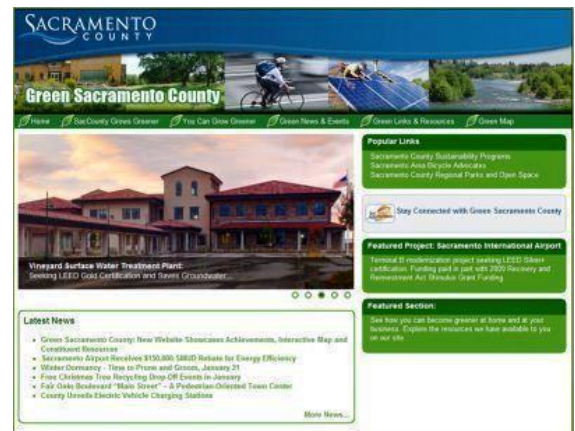 SACRAMENTO
COUNTY
Green Sacramento County
Home SacCounty Grows Greener You Can Grow Greener Green News & Events Green Links & Resources Green Map
Vineyard Surface Water Treatment Plant:
Seeking LEED Gold Certification and Saves Groundwater...
Popular Links
Sacramento County Sustainability Programs
Sacramento Area Bicycle Advocates
Sacramento County Regional Parks and Open Space
Stay Connected with Green Sacramento County
Featured Project: Sacramento International Airport
Terminal B modernization project seeking LEED Silver
certification. Funding paid in part with 2009 Recovery and
Reinvestment Act Stimulus Grant Funding
Featured Section:
See how you can become greener at home and at your
business. Explore the resources we have available to you
on our site.
Latest News
Green Sacramento County: New Website Showcases Achievements, Interactive Map and
Constituent Resources
Sacramento Airport Receives $150,000 SMUD Rebate for Energy Efficiency
Winter Dormancy - Time to Prune and Groom, January 21
Free Christmas Tree Recycling Drop Off Events in January
Fair Oaks Boulevard "Main Street" – A Pedestrian-Oriented Town Center
County Unveils Electric Vehicle Charging Stations
More News...